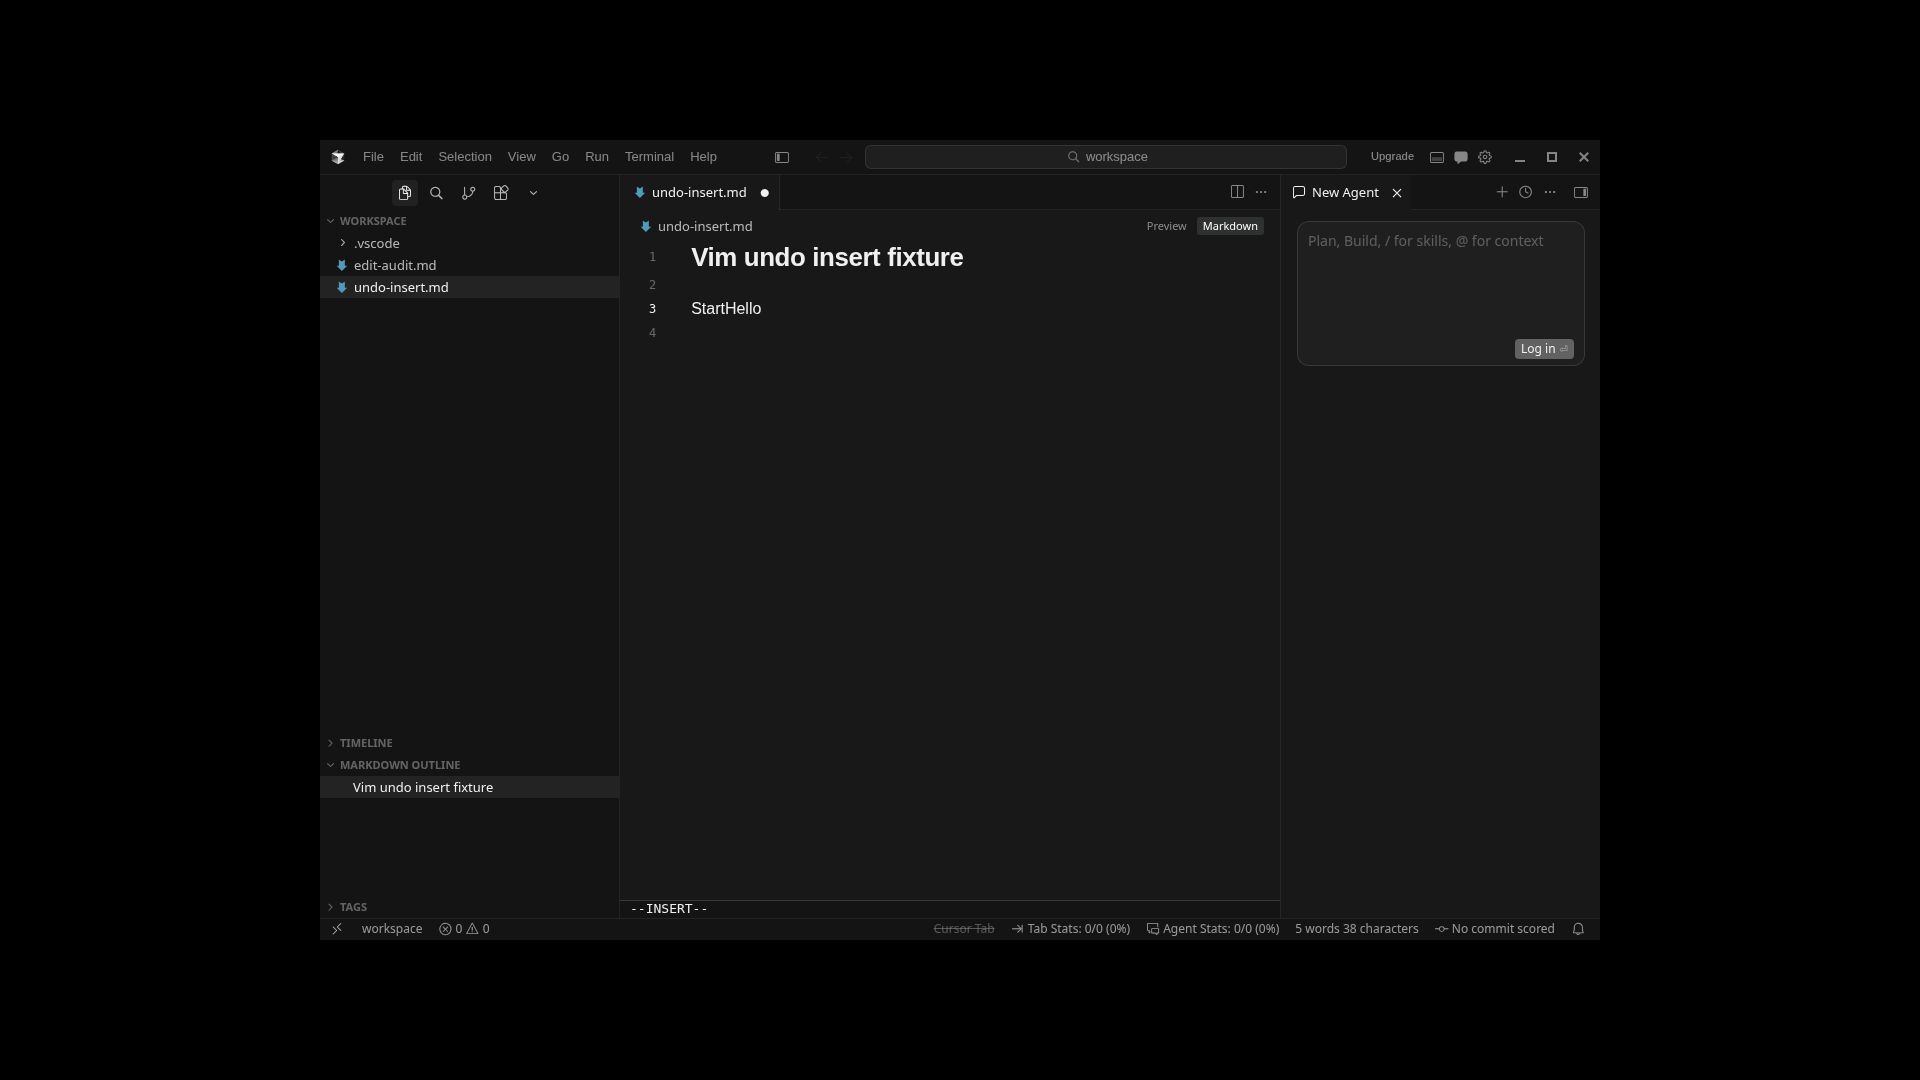 File Edit Selection View Go Run Terminal Help workspace Upgrade
undo-insert.md
New Agent
WORKSPACE
.vscode
edit-audit.md
undo-insert.md
undo-insert.md Preview Markdown
1 Vim undo insert fixture
2
3 StartHello
4
Plan, Build, / for skills, @ for context
Log in ⏎
TIMELINE
MARKDOWN OUTLINE
Vim undo insert fixture
TAGS
--INSERT--
workspace 0 0 Cursor Tab Tab Stats: 0/0 (0%) Agent Stats: 0/0 (0%) 5 words 38 characters No commit scored